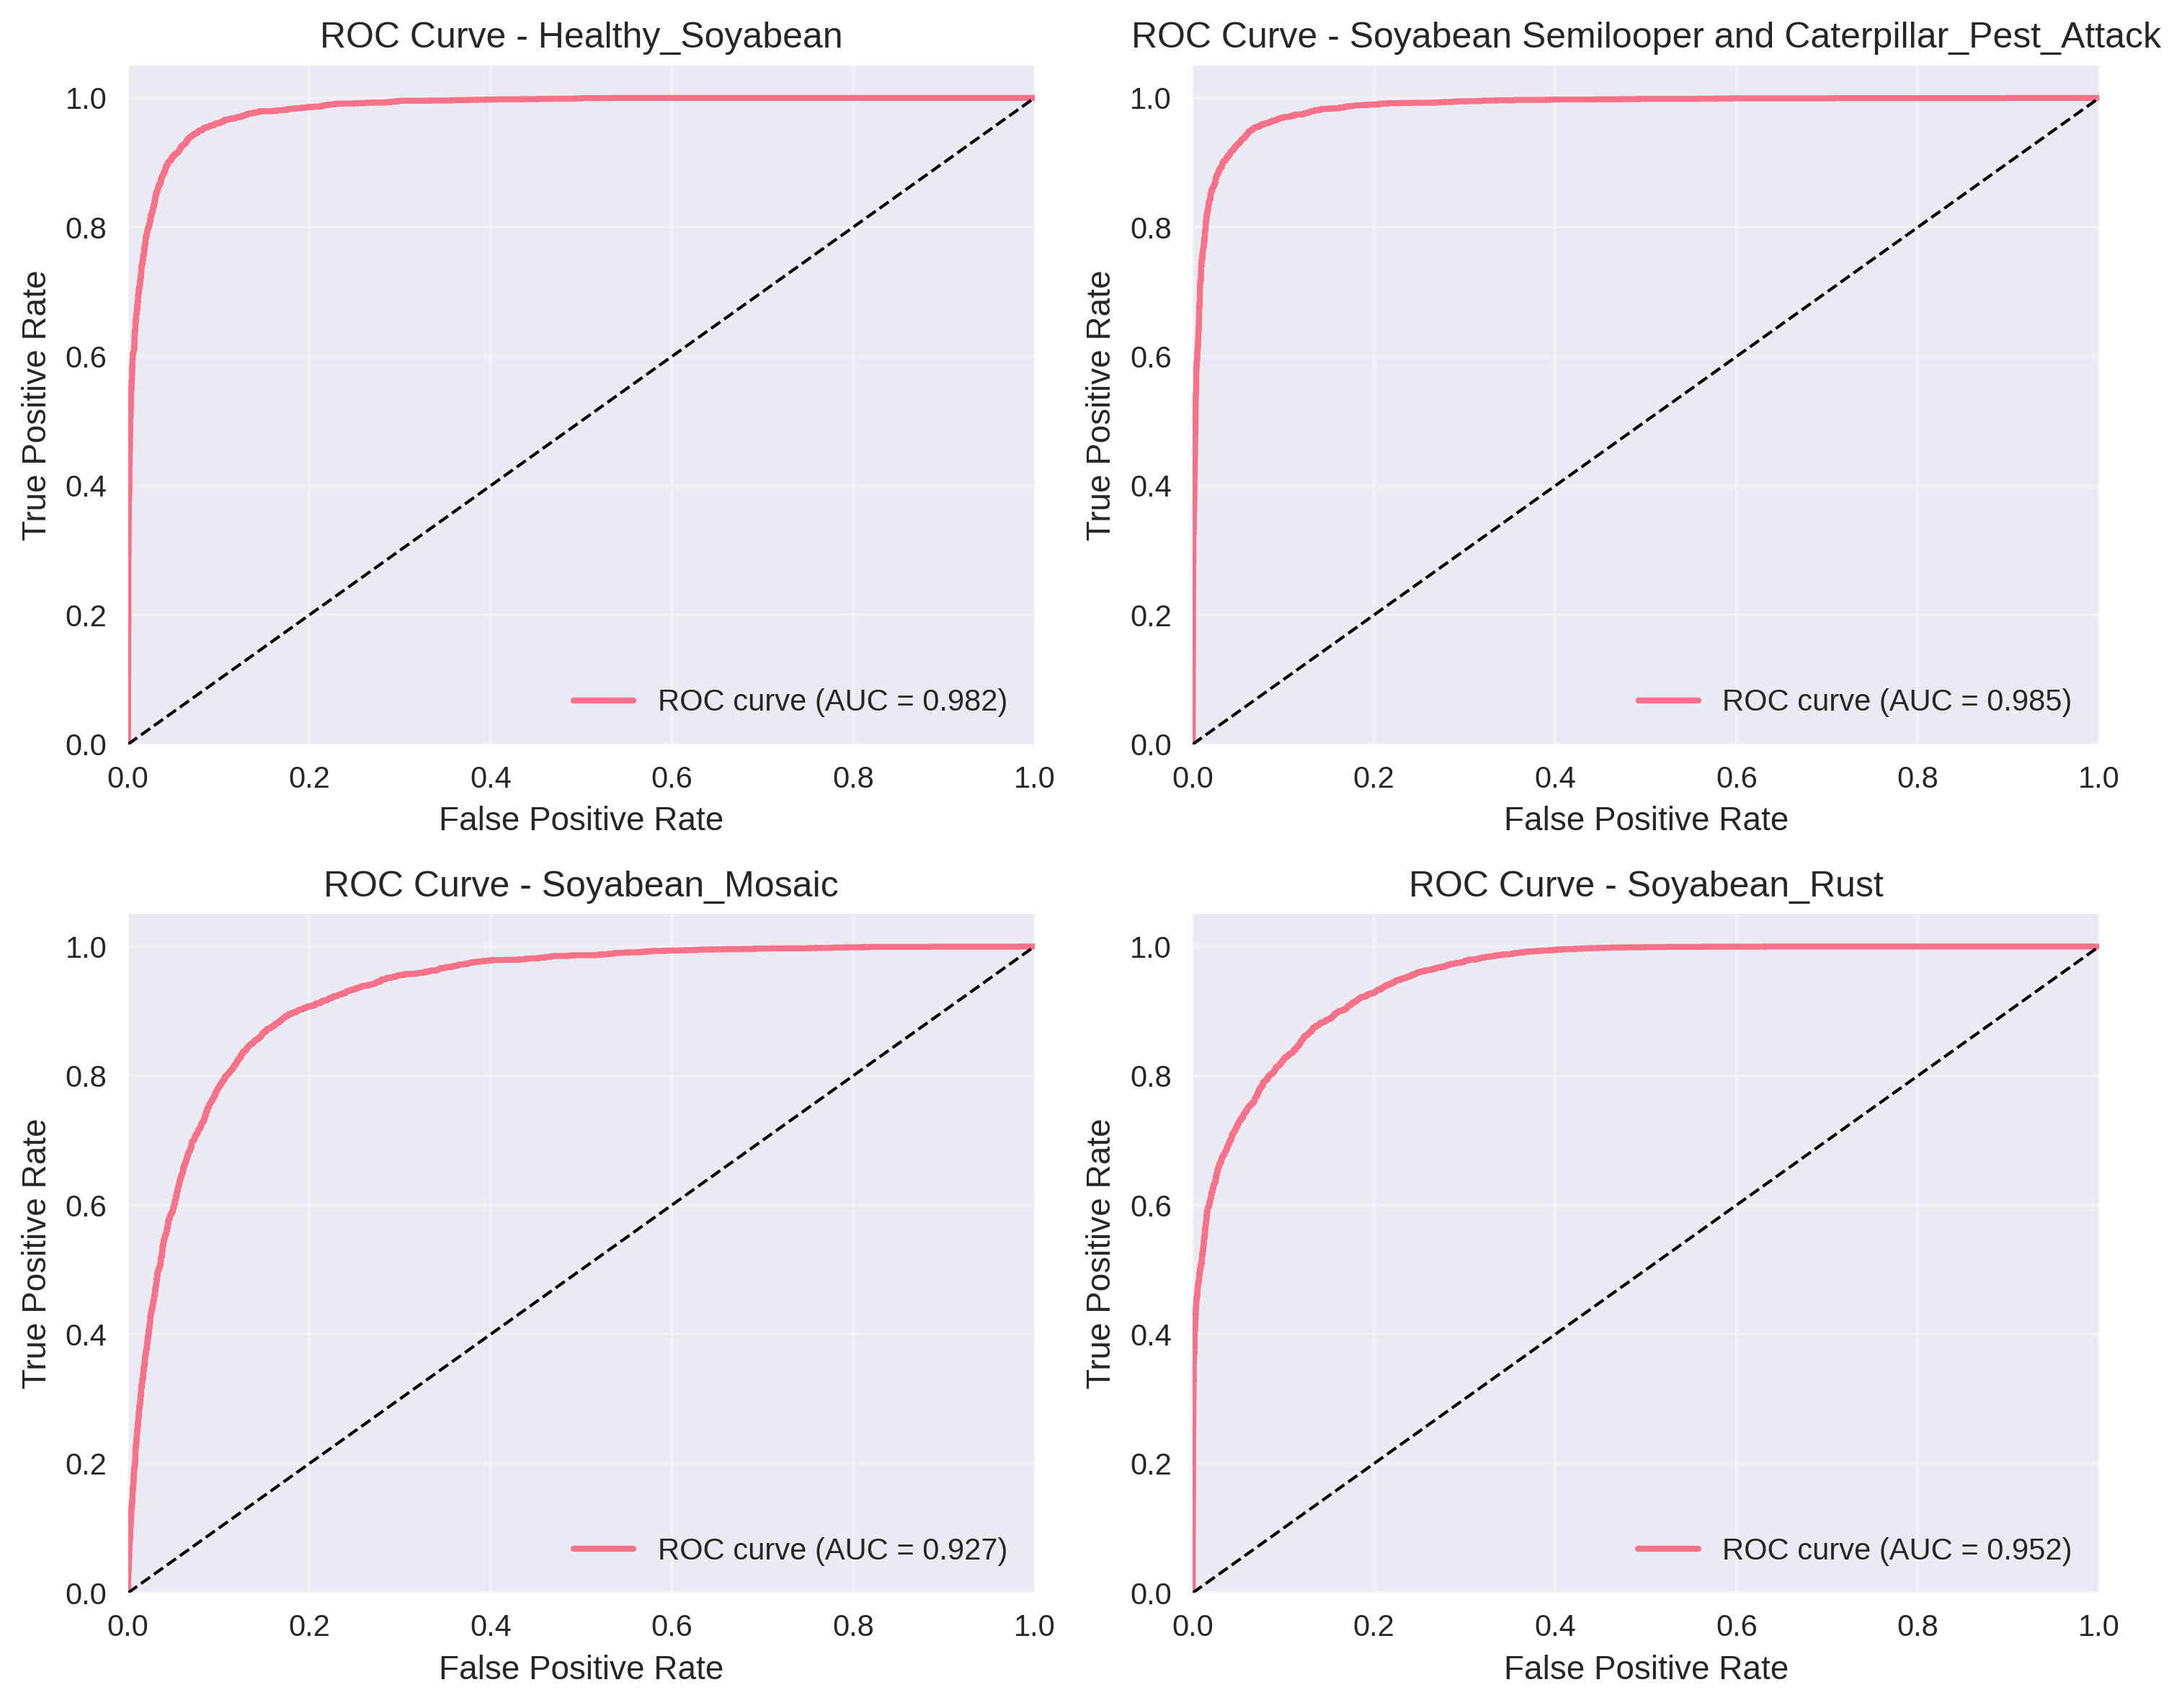 ROC Curve - Healthy_Soyabean
1.0
0.8
0.6
0.4
0.2
0.0
True Positive Rate
ROC curve (AUC = 0.982)
0.0 0.2 0.4 0.6 0.8 1.0
False Positive Rate
ROC Curve - Soyabean Semilooper and Caterpillar_Pest_Attack
1.0
0.8
0.6
0.4
0.2
0.0
True Positive Rate
ROC curve (AUC = 0.985)
0.0 0.2 0.4 0.6 0.8 1.0
False Positive Rate
ROC Curve - Soyabean_Mosaic
1.0
0.8
0.6
0.4
0.2
0.0
True Positive Rate
ROC curve (AUC = 0.927)
0.0 0.2 0.4 0.6 0.8 1.0
False Positive Rate
ROC Curve - Soyabean_Rust
1.0
0.8
0.6
0.4
0.2
0.0
True Positive Rate
ROC curve (AUC = 0.952)
0.0 0.2 0.4 0.6 0.8 1.0
False Positive Rate